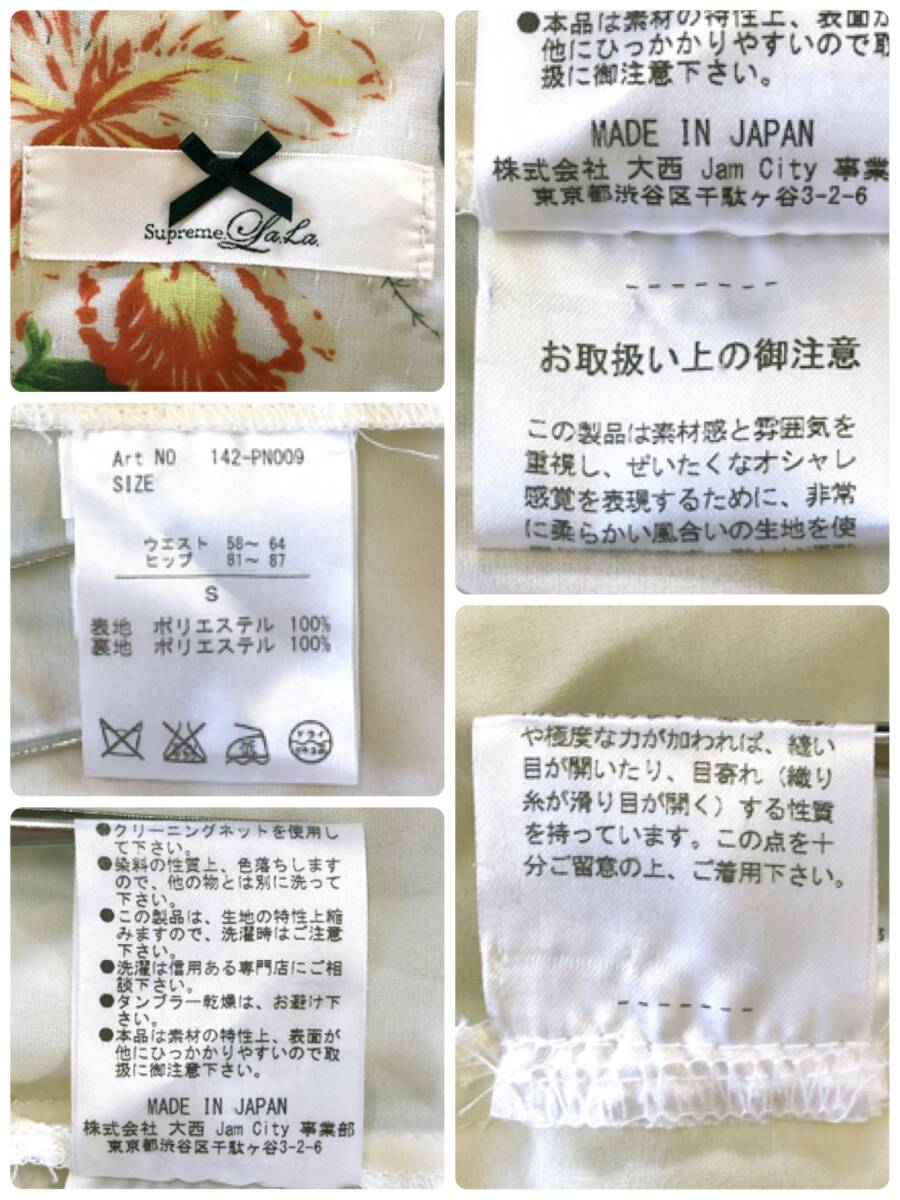 Supreme.La.La.
Art NO 142-PN009
SIZE
ウエスト 58～ 64
ヒップ 81～ 87
S
表地 ポリエステル 100%
裏地 ポリエステル 100%
低
ドライ
●クリーニングネットを使用し
て下さい。
●染料の性質上、色落ちします
ので、他の物とは別に洗って
下さい。
●この製品は、生地の特性上縮
みますので、洗濯時はご注意
下さい。
●洗濯は信用ある専門店にご相
談下さい。
●タンブラー乾燥は、お避け下
さい。
●本品は素材の特性上、表面が
他にひっかかりやすいので取
扱に御注意下さい。
MADE IN JAPAN
株式会社 大西 Jam City 事業部
東京都渋谷区千駄ヶ谷3-2-6
●本品は素材の特性上、表面が
他にひっかかりやすいので取
扱に御注意下さい。
MADE IN JAPAN
株式会社 大西 Jam City 事業
東京都渋谷区千駄ヶ谷3-2-6
お取扱い上の御注意
この製品は素材感と雰囲気を
重視し、ぜいたくなオシャレ
感覚を表現するために、非常
に柔らかい風合いの生地を使
や極度な力が加われば、縫い
目が開いたり、目寄れ（織り
糸が滑り目が開く）する性質
を持っています。この点を十
分ご留意の上、ご着用下さい。